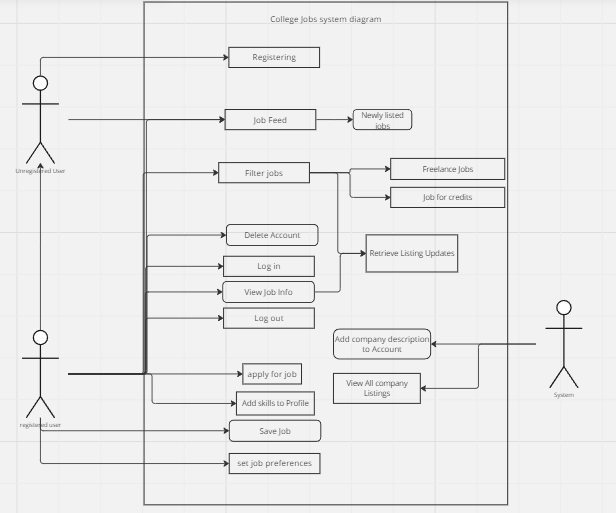 College Jobs system diagram
Registering
Job Feed
Newly listed
jobs
Unregistered User
Filter jobs
Freelance Jobs
Job for credits
Delete Account
Retrieve Listing Updates
Log in
View Job Info
Log out
Add company description
to Account
apply for job
View All company
Listings
System
Add skills to Profile
registered user
Save Job
set job preferences